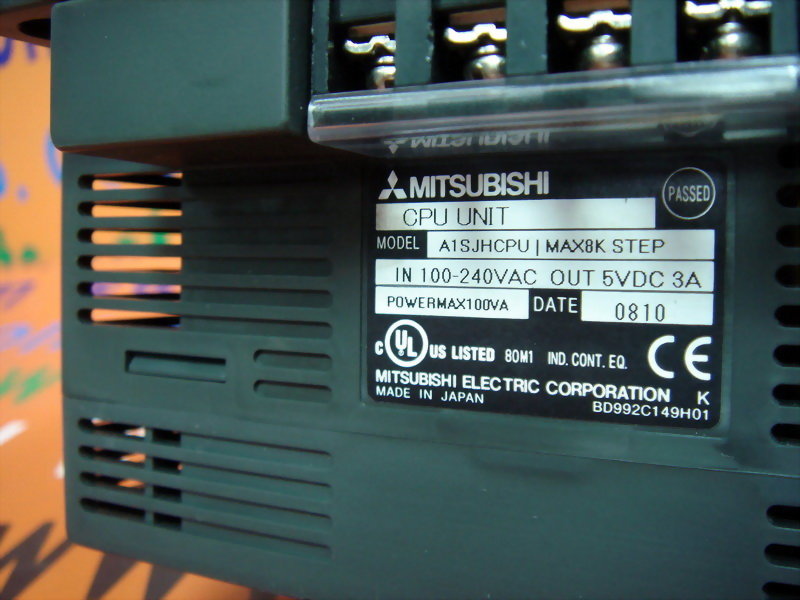 MITSUBISHI
PASSED
CPU UNIT
MODEL A1SJHCPU | MAX8K STEP
IN 100-240VAC OUT 5VDC 3A
POWERMAX100VA DATE 0810
C UL US LISTED 80M1 IND. CONT. EQ. CE
MITSUBISHI ELECTRIC CORPORATION K
MADE IN JAPAN BD992C149H01